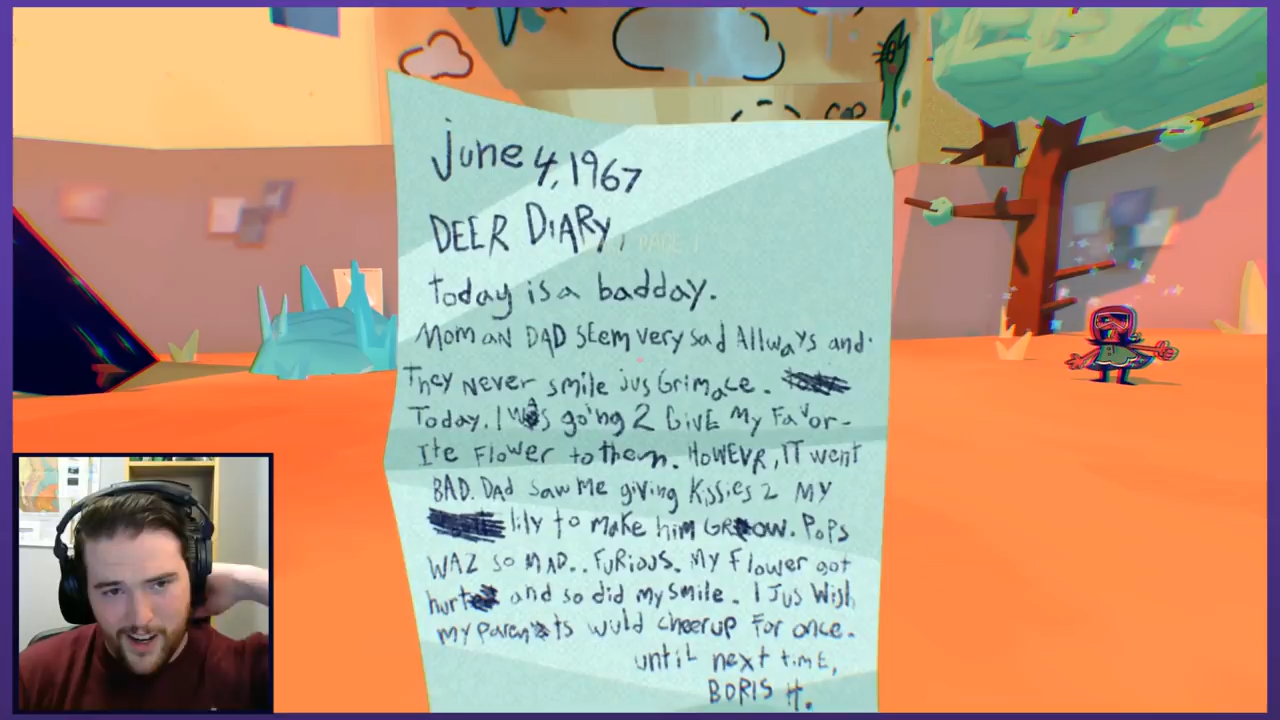 june 4, 1967
DEER DiARy,
today is a badday.
Mom aN DAD SEEm very sad Allways and
They Never smile jus Grimace.
Today. I was going 2 GivE My Favor-
Ite Flower to them. HowEVR, IT went
BAD. DAd saw Me giving Kssies 2 MY
lily to make him GRow. PoPs
WAZ so MAD.. FuRious. My Flower got
hurt and so did my smile. I Jus Wish
my parents wuld cheerup For once.
until next time,
BORIS H.